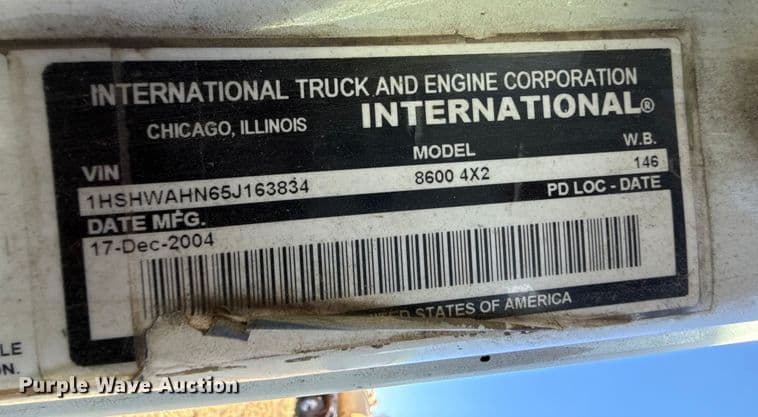 INTERNATIONAL TRUCK AND ENGINE CORPORATION
CHICAGO, ILLINOIS INTERNATIONAL®
VIN MODEL W.B.
1HSHWAHN65J163834 8600 4X2 146
DATE MFG. PD LOC - DATE
17-Dec-2004
STATES OF AMERICA
LE
N.
Purple Wave Auction